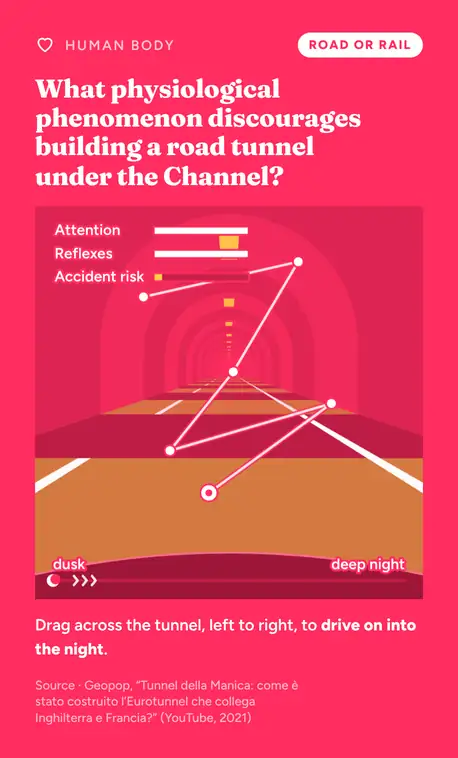 HUMAN BODY
ROAD OR RAIL
What physiological
phenomenon discourages
building a road tunnel
under the Channel?
Attention
Reflexes
Accident risk
dusk
deep night
Drag across the tunnel, left to right, to drive on into
the night.
Source · Geopop, “Tunnel della Manica: come è
stato costruito l’Eurotunnel che collega
Inghilterra e Francia?” (YouTube, 2021)